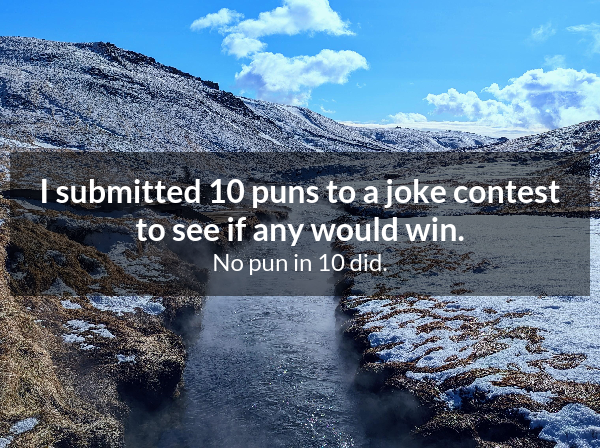 I submitted 10 puns to a joke contest
to see if any would win.
No pun in 10 did.